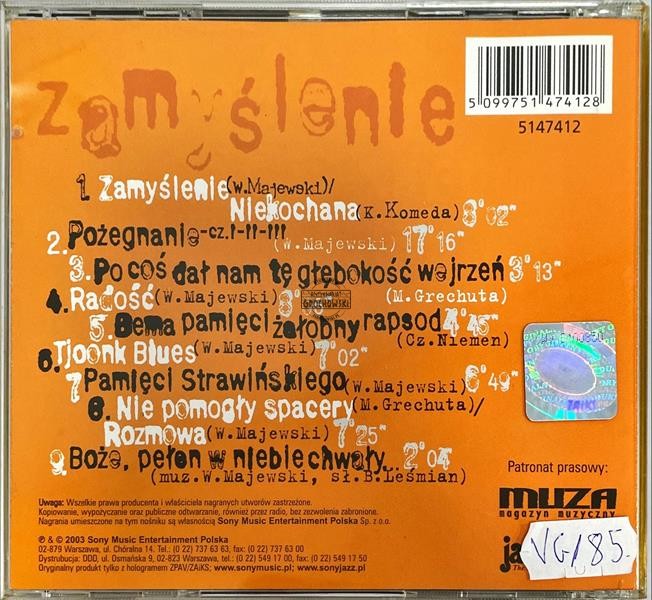 zamyślenie
5 099751 474128
5147412
1. Zamyślenie (W.Majewski)/
Niekochana (K. Komeda) 8'02"
2. Pożegnanie-cz.I-II-III (W. Majewski) 17'16"
3. Po coś dał nam tę głębokość wejrzeń 3'13"
4. Radość (W. Majewski) (M. Grechuta)
5. Bema pamięci żałobny rapsod 4'45"
(Cz. Niemen)
6. Tjoonk Blues (W. Majewski) 7'02"
7 Pamięci Strawińskiego (W. Majewski) 6'49"
8. Nie pomogły spacery (M. Grechuta)/
Rozmowa (W. Majewski) 7'25"
9. Boże, pełen w niebie chwały... 2'04
(muz. W. Majewski, sł. B. Leśmian)
Patronat prasowy:
MUZA
magazyn muzyczny
ja
VG/85.-
Uwaga: Wszelkie prawa producenta i właściciela nagranych utworów zastrzeżone.
Kopiowanie, wypożyczanie oraz publiczne odtwarzanie, również przez radio, bez zezwolenia zabronione.
Nagrania umieszczone na tym nośniku są własnością Sony Music Entertainment Polska Sp. z o.o.
℗ & © 2003 Sony Music Entertainment Polska
02-879 Warszawa, ul. Chóralna 14. Tel.: (0 22) 737 63 63, fax: (0 22) 737 63 00
Dystrybucja: DDD, ul. Osmańska 9, 02-823 Warszawa, tel.: (0 22) 549 17 00, fax: (0 22) 549 17 50
Oryginalny produkt tylko z hologramem ZPAV/ZAiKS; www.sonymusic.pl; www.sonyjazz.pl